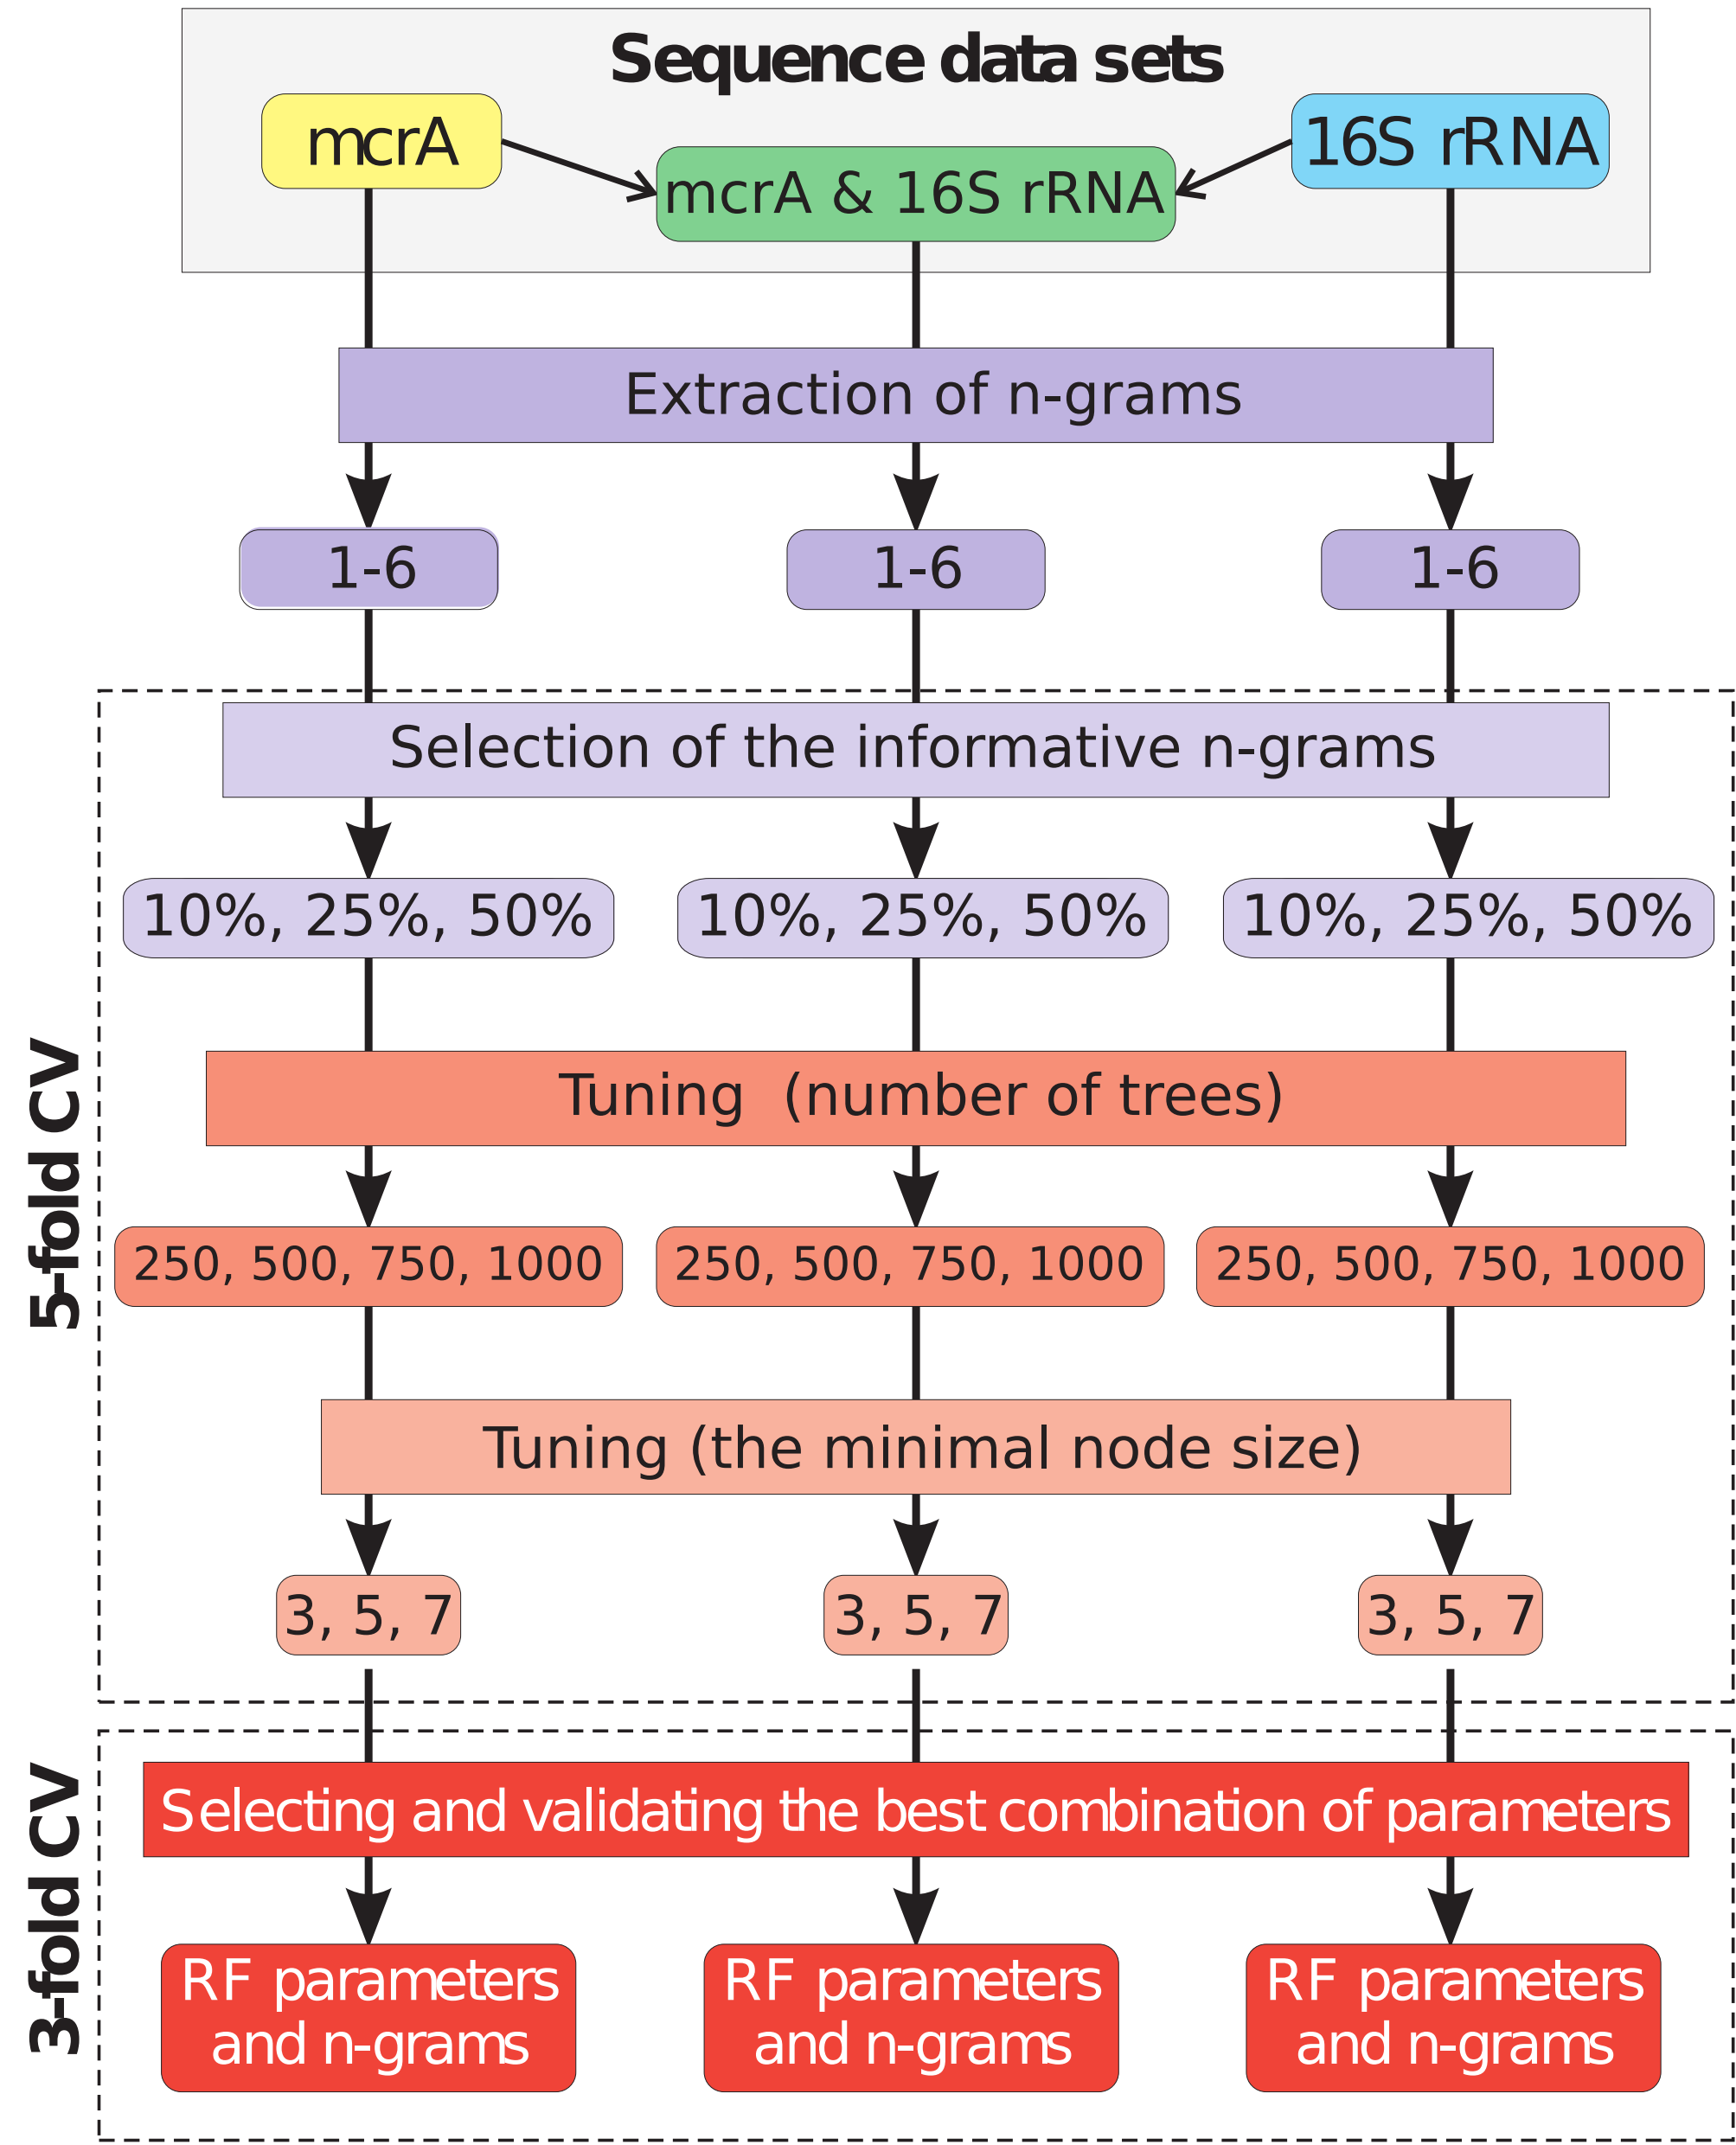 Sequence data sets
mcrA
16S rRNA
mcrA & 16S rRNA
Extraction of n-grams
1-6
1-6
1-6
5-fold CV
Selection of the informative n-grams
10%, 25%, 50%
10%, 25%, 50%
10%, 25%, 50%
Tuning (number of trees)
250, 500, 750, 1000
250, 500, 750, 1000
250, 500, 750, 1000
Tuning (the minimal node size)
3, 5, 7
3, 5, 7
3, 5, 7
3-fold CV
Selecting and validating the best combination of parameters
RF parameters
and n-grams
RF parameters
and n-grams
RF parameters
and n-grams